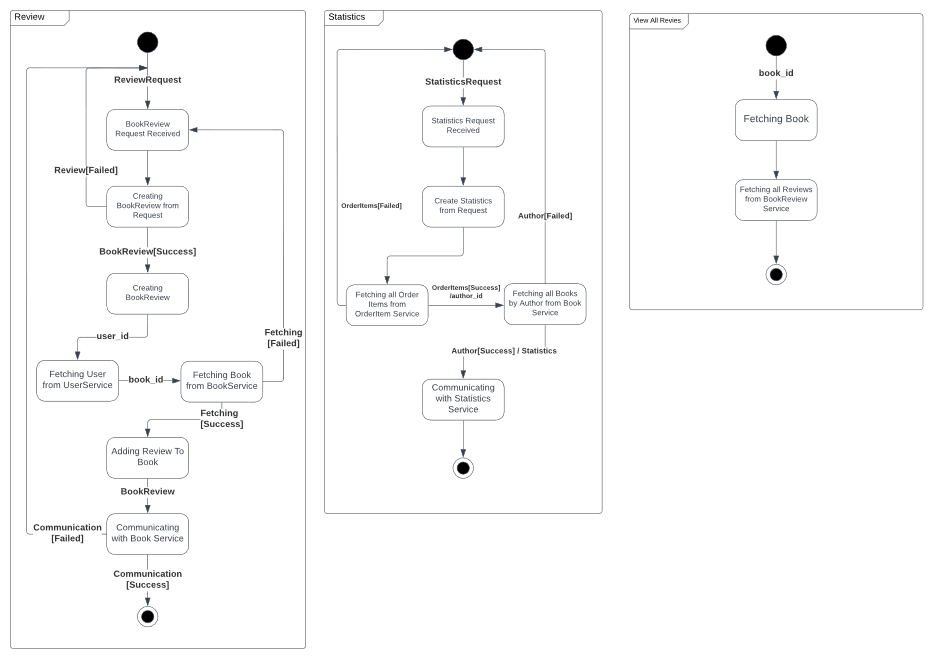 Review
ReviewRequest
BookReview
Request Received
Review[Failed]
Creating
BookReview from
Request
BookReview[Success]
Creating
BookReview
user_id
Fetching
[Failed]
Fetching User
from UserService
book_id
Fetching Book
from BookService
Fetching
[Success]
Adding Review To
Book
BookReview
Communication
[Failed]
Communicating
with Book Service
Communication
[Success]
Statistics
StatisticsRequest
Statistics Request
Received
Create Statistics
from Request
OrderItems[Failed]
Author[Failed]
Fetching all Order
Items from
OrderItem Service
OrderItems[Success]
/author_id
Fetching all Books
by Author from Book
Service
Author[Success] / Statistics
Communicating
with Statistics
Service
View All Revies
book_id
Fetching Book
Fetching all Reviews
from BookReview
Service